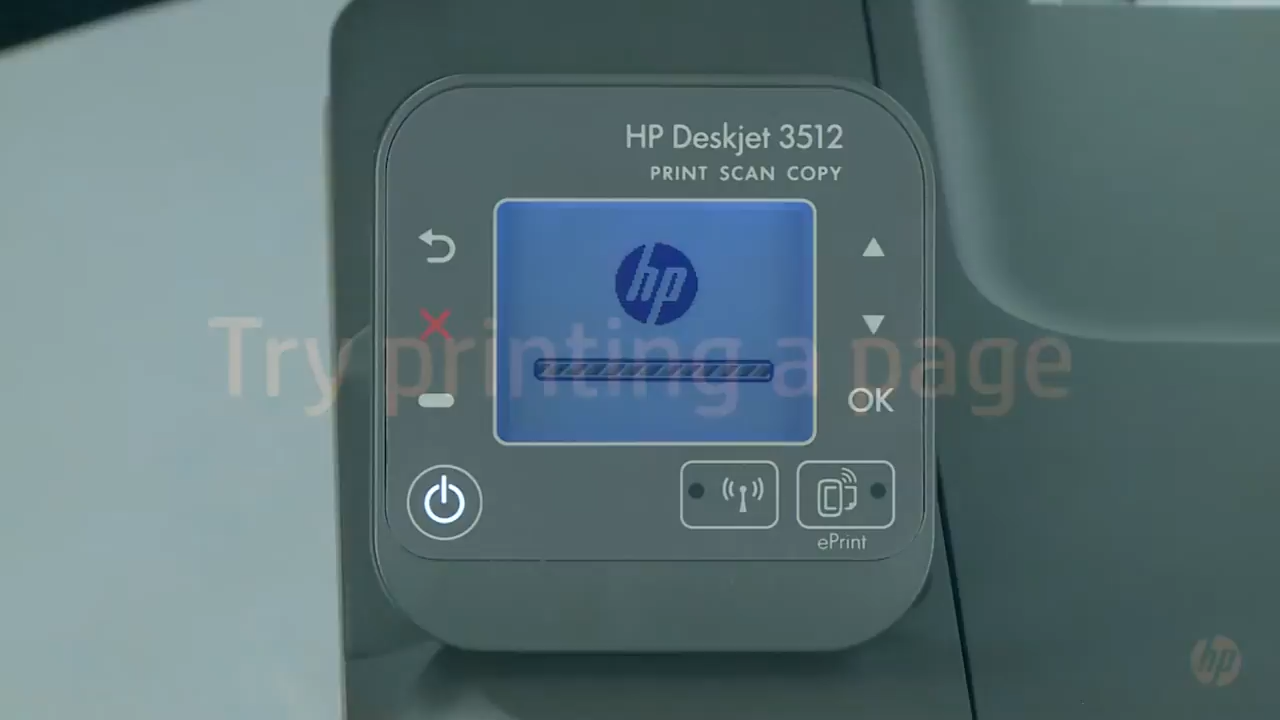 HP Deskjet 3512
PRINT SCAN COPY
hp
Try printing a page
OK
ePrint
hp